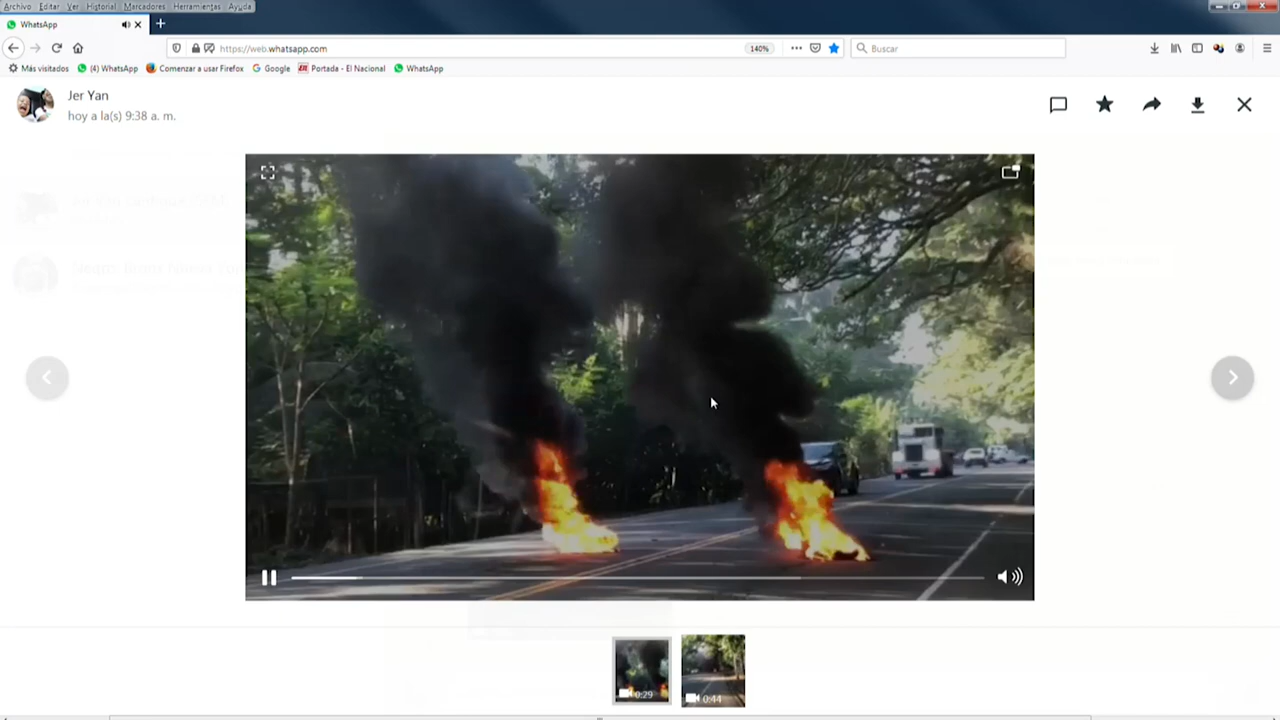 Archivo Editar Ver Historial Marcadores Herramientas Ayuda
WhatsApp
https://web.whatsapp.com
140%
Buscar
Más visitados (4) WhatsApp Comenzar a usar Firefox Google Portada - El Nacional WhatsApp
Jer Yan
hoy a la(s) 9:38 a. m.
0:29
0:44